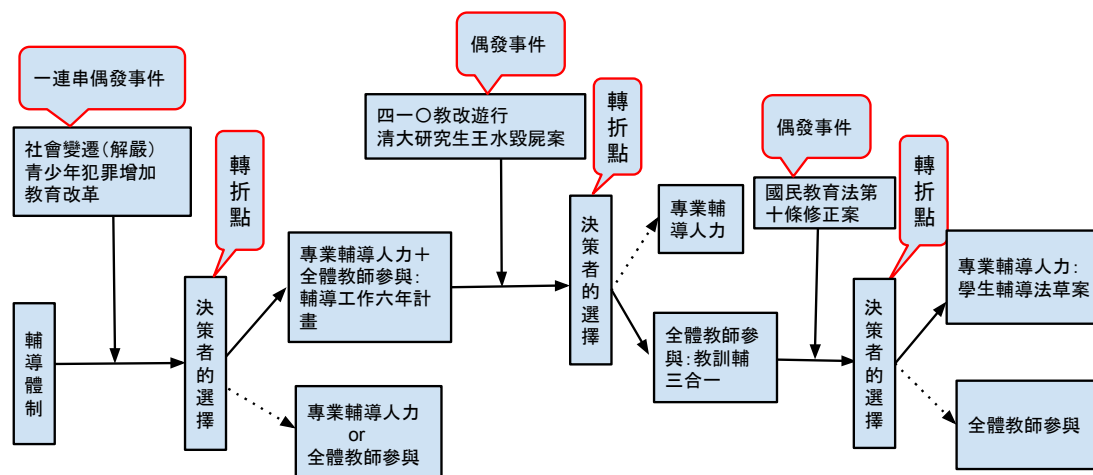 一連串偶發事件
社會變遷(解嚴)
青少年犯罪增加
教育改革
轉折點
輔導體制
決策者的選擇
專業輔導人力＋
全體教師參與:
輔導工作六年計
畫
專業輔導人力
or
全體教師參與
偶發事件
四一〇教改遊行
清大研究生王水毀屍案
轉折點
決策者的選擇
專業輔
導人力
全體教師參
與:教訓輔
三合一
偶發事件
國民教育法第
十條修正案
轉折點
決策者的選擇
專業輔導人力:
學生輔導法草案
全體教師參與